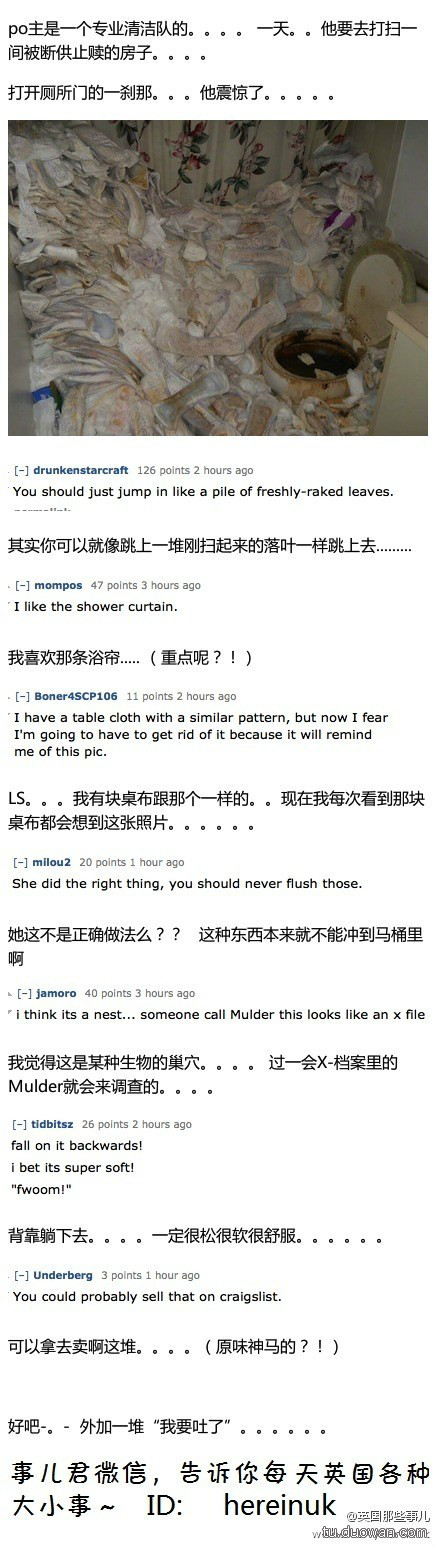 po主是一个专业清洁队的。。。。 一天。。他要去打扫一
间被断供止赎的房子。。。。
打开厕所门的一刹那。。。他震惊了。。。。。
[–] drunkenstarcraft 126 points 2 hours ago
You should just jump in like a pile of freshly-raked leaves.
其实你可以就像跳上一堆刚扫起来的落叶一样跳上去.........
[–] mompos 47 points 3 hours ago
I like the shower curtain.
我喜欢那条浴帘..... （重点呢？！）
[–] Boner4SCP106 11 points 2 hours ago
I have a table cloth with a similar pattern, but now I fear
I'm going to have to get rid of it because it will remind
me of this pic.
LS。。。我有块桌布跟那个一样的。。现在我每次看到那块
桌布都会想到这张照片。。。。。。
[–] milou2 20 points 1 hour ago
She did the right thing, you should never flush those.
她这不是正确做法么？？ 这种东西本来就不能冲到马桶里
啊
[–] jamoro 40 points 3 hours ago
i think its a nest... someone call Mulder this looks like an x file
我觉得这是某种生物的巢穴。。。。 过一会X-档案里的
Mulder就会来调查的。。。。
[–] tidbitsz 26 points 2 hours ago
fall on it backwards!
i bet its super soft!
"fwoom!"
背靠躺下去。。。。一定很松很软很舒服。。。。。。
[–] Underberg 3 points 1 hour ago
You could probably sell that on craigslist.
可以拿去卖啊这堆。。。。（原味神马的？！）
好吧-。- 外加一堆“我要吐了”。。。。。。
事儿君微信，告诉你每天英国各种
大小事～ ID: hereinuk
@英国那些事儿
tu.duowan.com